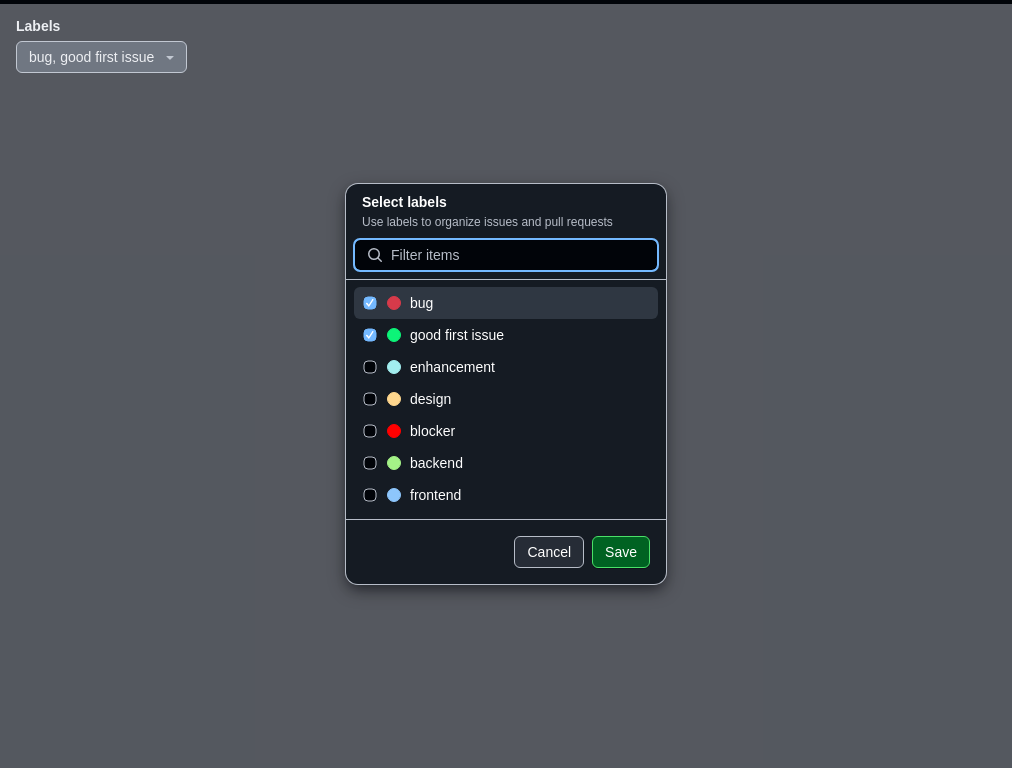 Labels
bug, good first issue
Select labels
Use labels to organize issues and pull requests
Filter items
bug
good first issue
enhancement
design
blocker
backend
frontend
Cancel Save